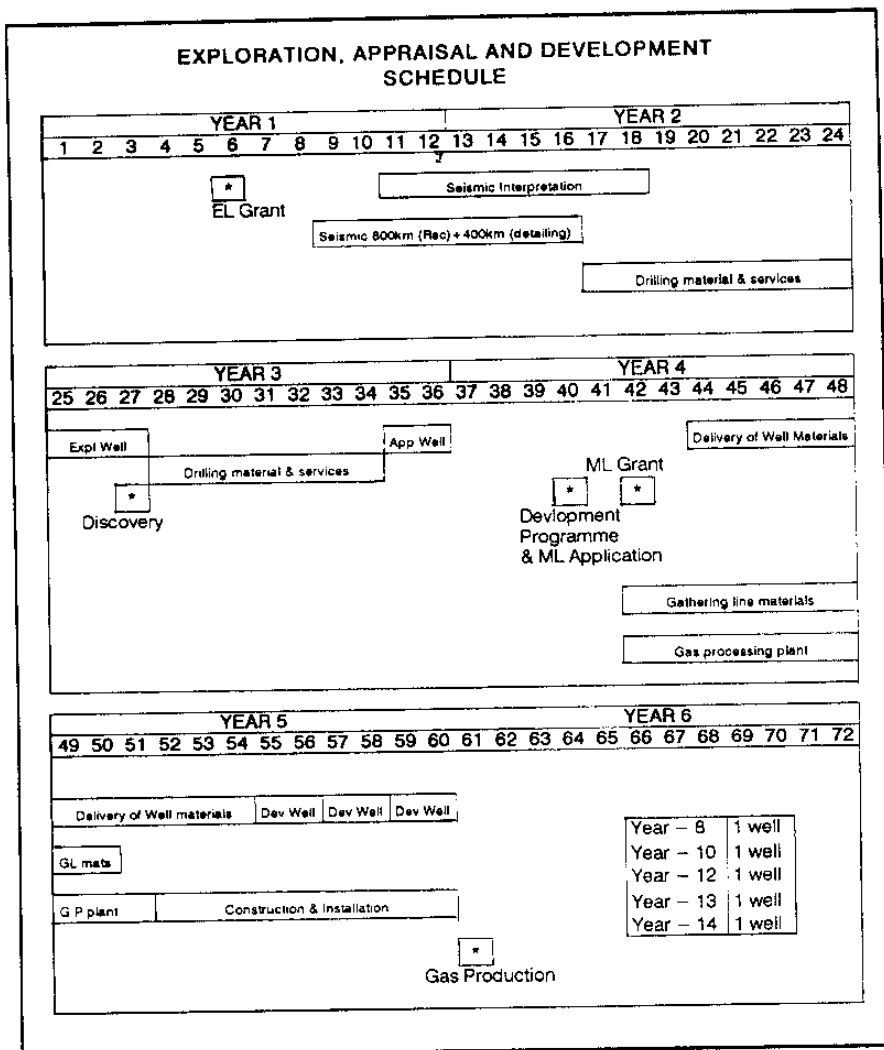 EXPLORATION, APPRAISAL AND DEVELOPMENT
SCHEDULE
YEAR 1 YEAR 2
1 2 3 4 5 6 7 8 9 10 11 12 13 14 15 16 17 18 19 20 21 22 23 24
* Seismic Interpretation
EL Grant
Seismic 800km (Rec) + 400km (detailing)
Drilling material & services
YEAR 3 YEAR 4
25 26 27 28 29 30 31 32 33 34 35 36 37 38 39 40 41 42 43 44 45 46 47 48
Expl Well App Well Delivery of Well Materials
Drilling material & services ML Grant
* * *
Discovery Devlopment
Programme
& ML Application
Gathering line materials
Gas processing plant
YEAR 5 YEAR 6
49 50 51 52 53 54 55 56 57 58 59 60 61 62 63 64 65 66 67 68 69 70 71 72
Delivery of Well materials Dev Well Dev Well Dev Well
Year - 8 1 well
GL mats Year - 10 1 well
Year - 12 1 well
G P plant Construction & Installation Year - 13 1 well
Year - 14 1 well
*
Gas Production